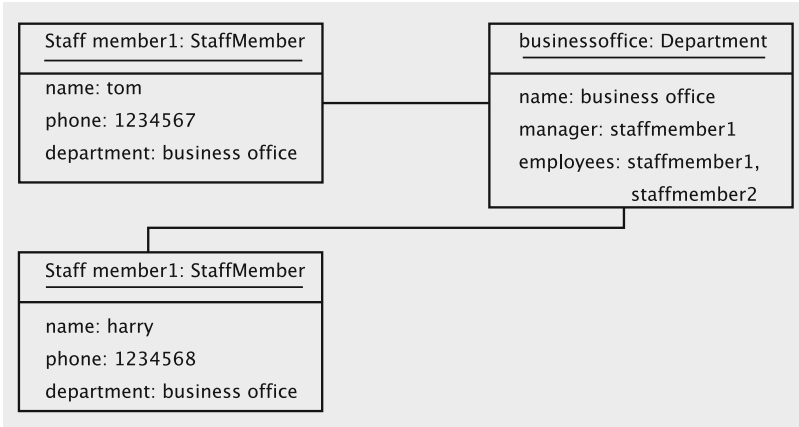 Staff member1: StaffMember
name: tom
phone: 1234567
department: business office
businessoffice: Department
name: business office
manager: staffmember1
employees: staffmember1,
staffmember2
Staff member1: StaffMember
name: harry
phone: 1234568
department: business office